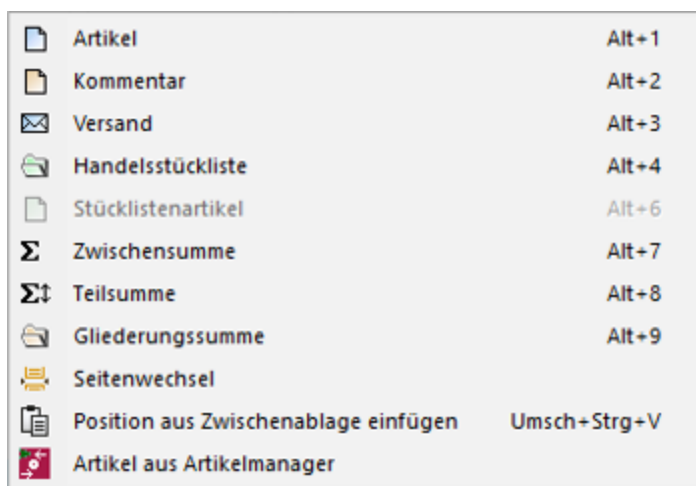 Artikel Alt+1
Kommentar Alt+2
Versand Alt+3
Handelsstückliste Alt+4
Stücklistenartikel Alt+6
Zwischensumme Alt+7
Teilsumme Alt+8
Gliederungssumme Alt+9
Seitenwechsel
Position aus Zwischenablage einfügen Umsch+Strg+V
Artikel aus Artikelmanager